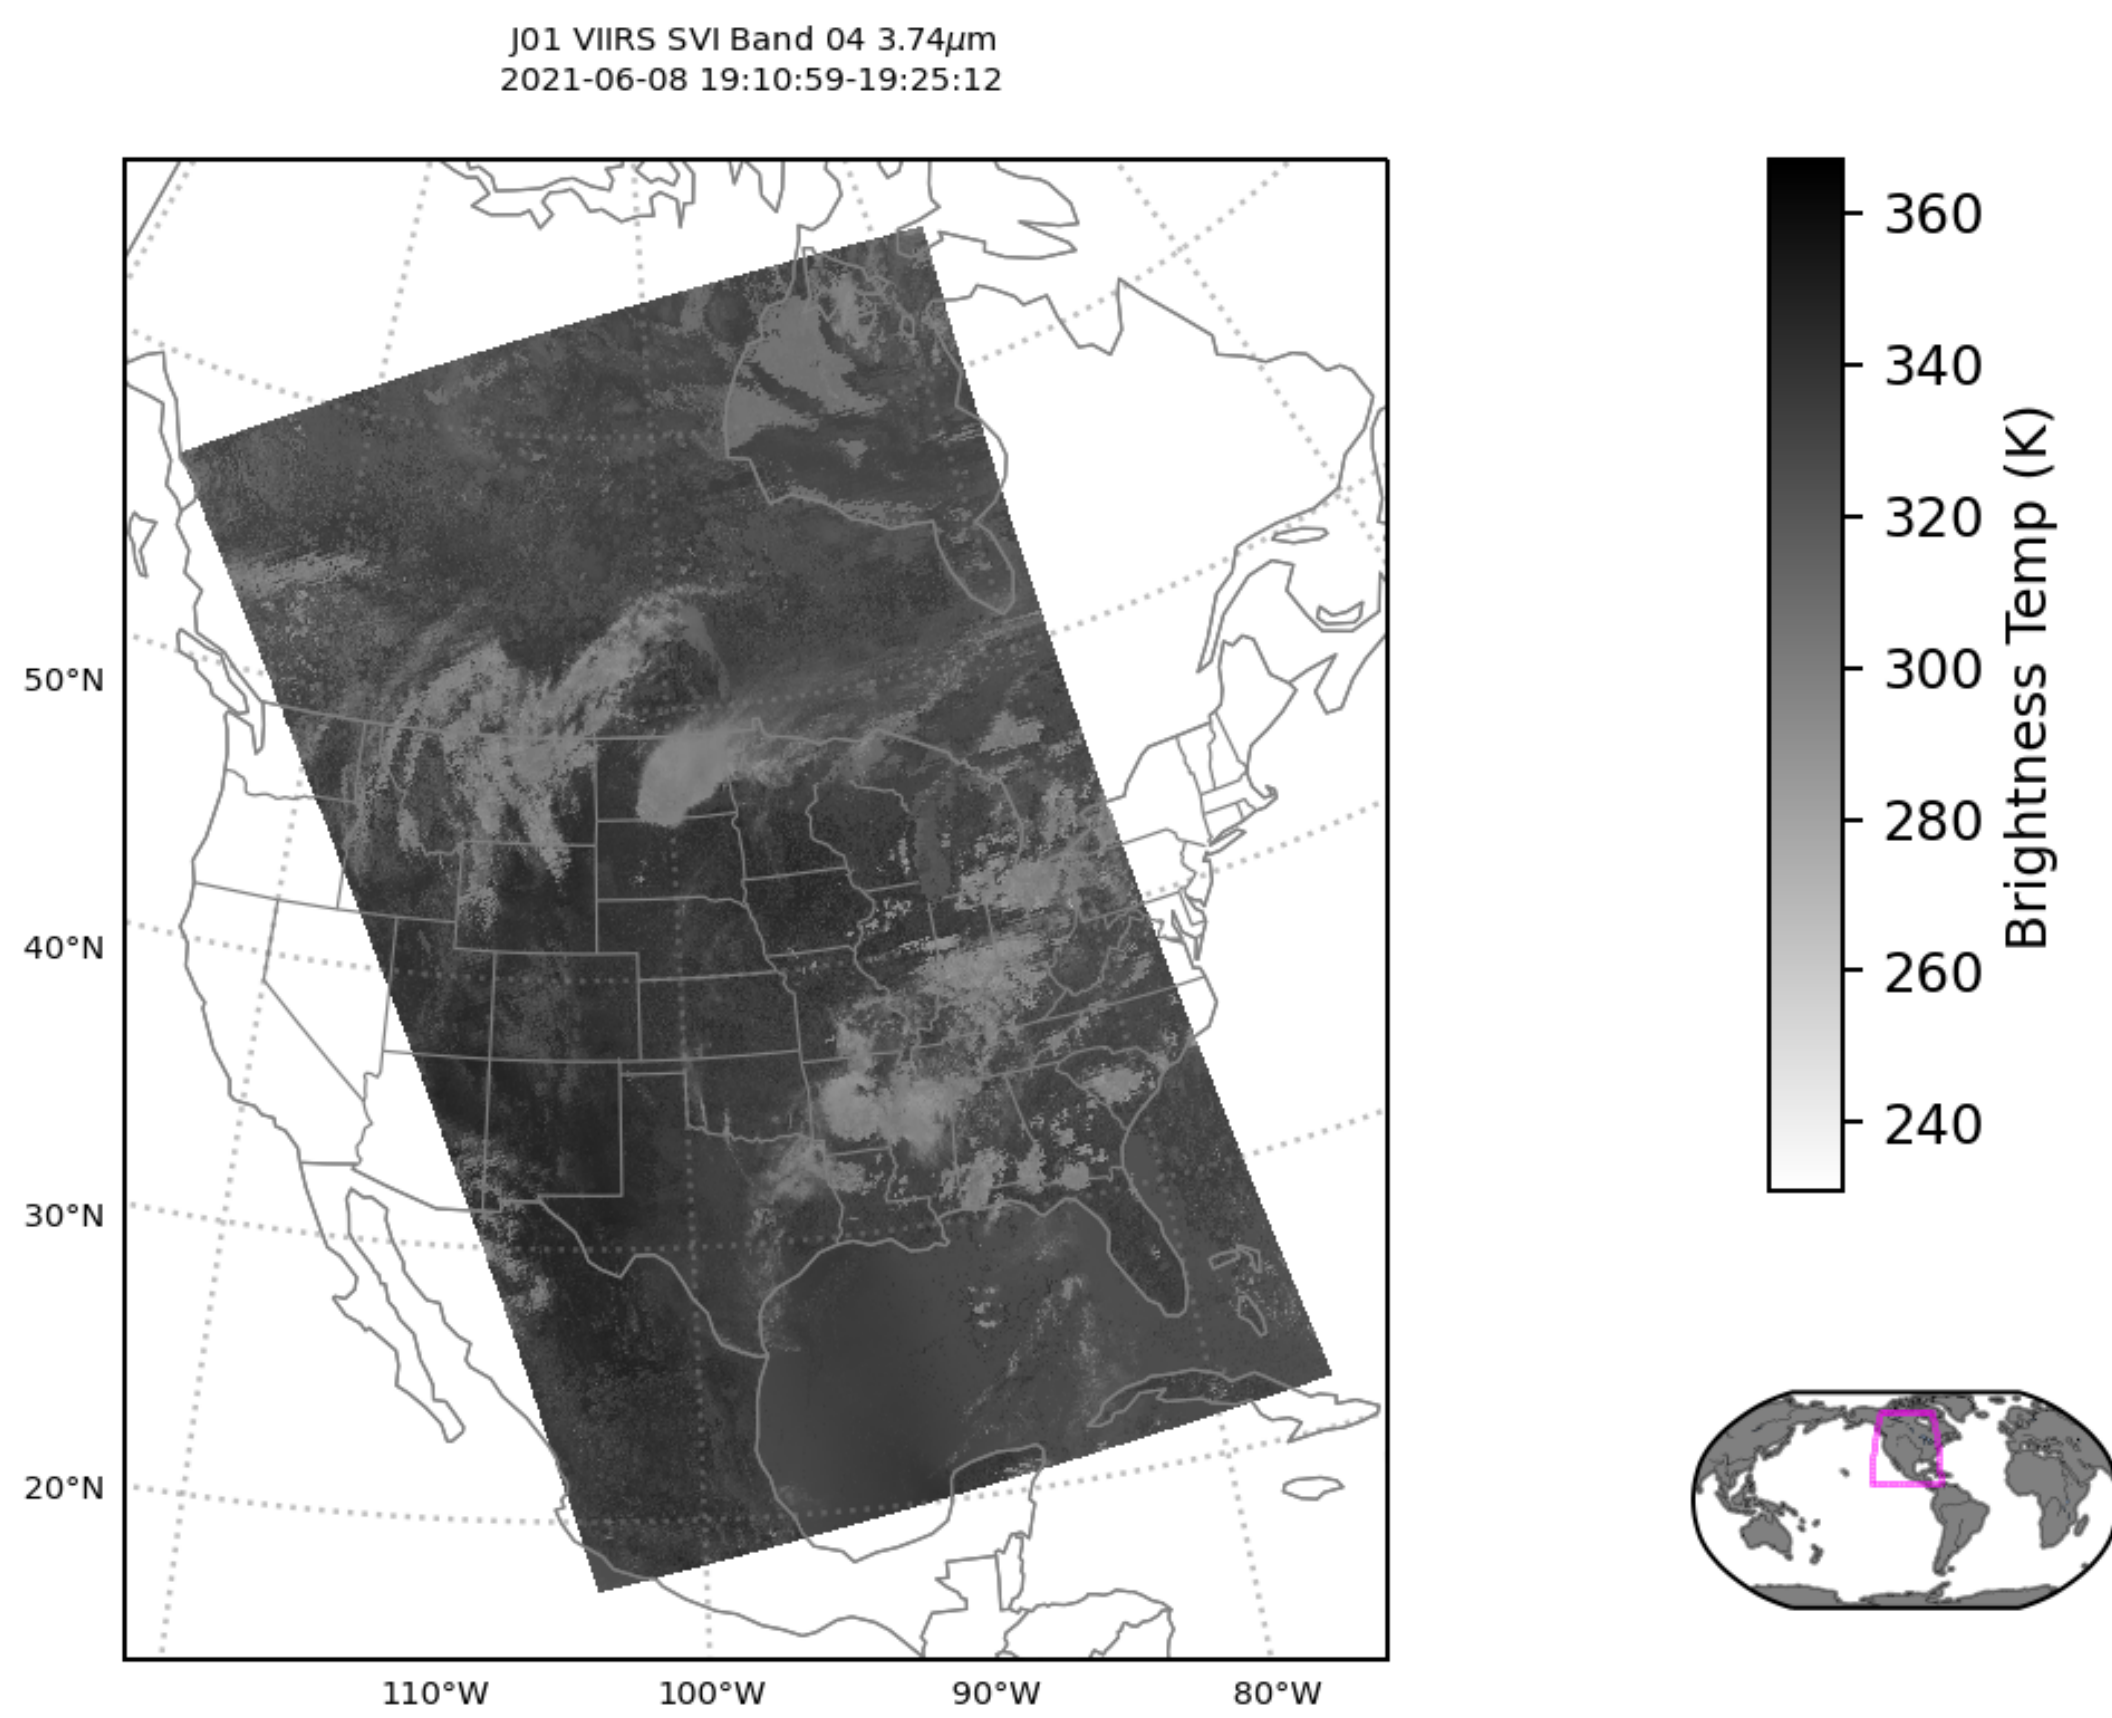 J01 VIIRS SVI Band 04 3.74μm
2021-06-08 19:10:59-19:25:12
50°N
40°N
30°N
20°N
110°W
100°W
90°W
80°W
360
340
320
300
280
260
240
Brightness Temp (K)